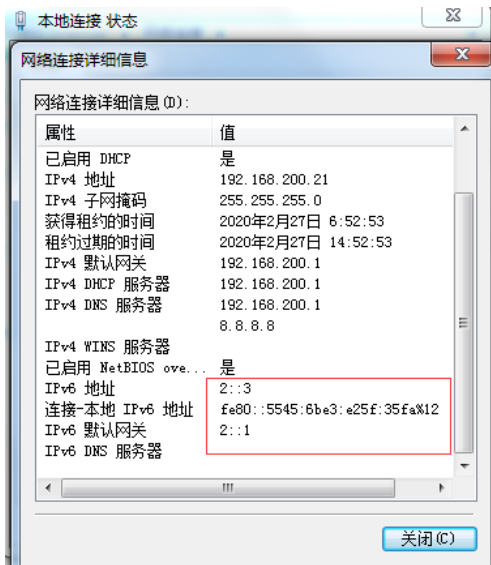 本地连接 状态
网络连接详细信息
网络连接详细信息(D):
属性 值
已启用 DHCP 是
IPv4 地址 192.168.200.21
IPv4 子网掩码 255.255.255.0
获得租约的时间 2020年2月27日 6:52:53
租约过期的时间 2020年2月27日 14:52:53
IPv4 默认网关 192.168.200.1
IPv4 DHCP 服务器 192.168.200.1
IPv4 DNS 服务器 192.168.200.1
8.8.8.8
IPv4 WINS 服务器
已启用 NetBIOS ove... 是
IPv6 地址 2::3
连接-本地 IPv6 地址 fe80::5545:6be3:e25f:35fa%12
IPv6 默认网关 2::1
IPv6 DNS 服务器
关闭(C)